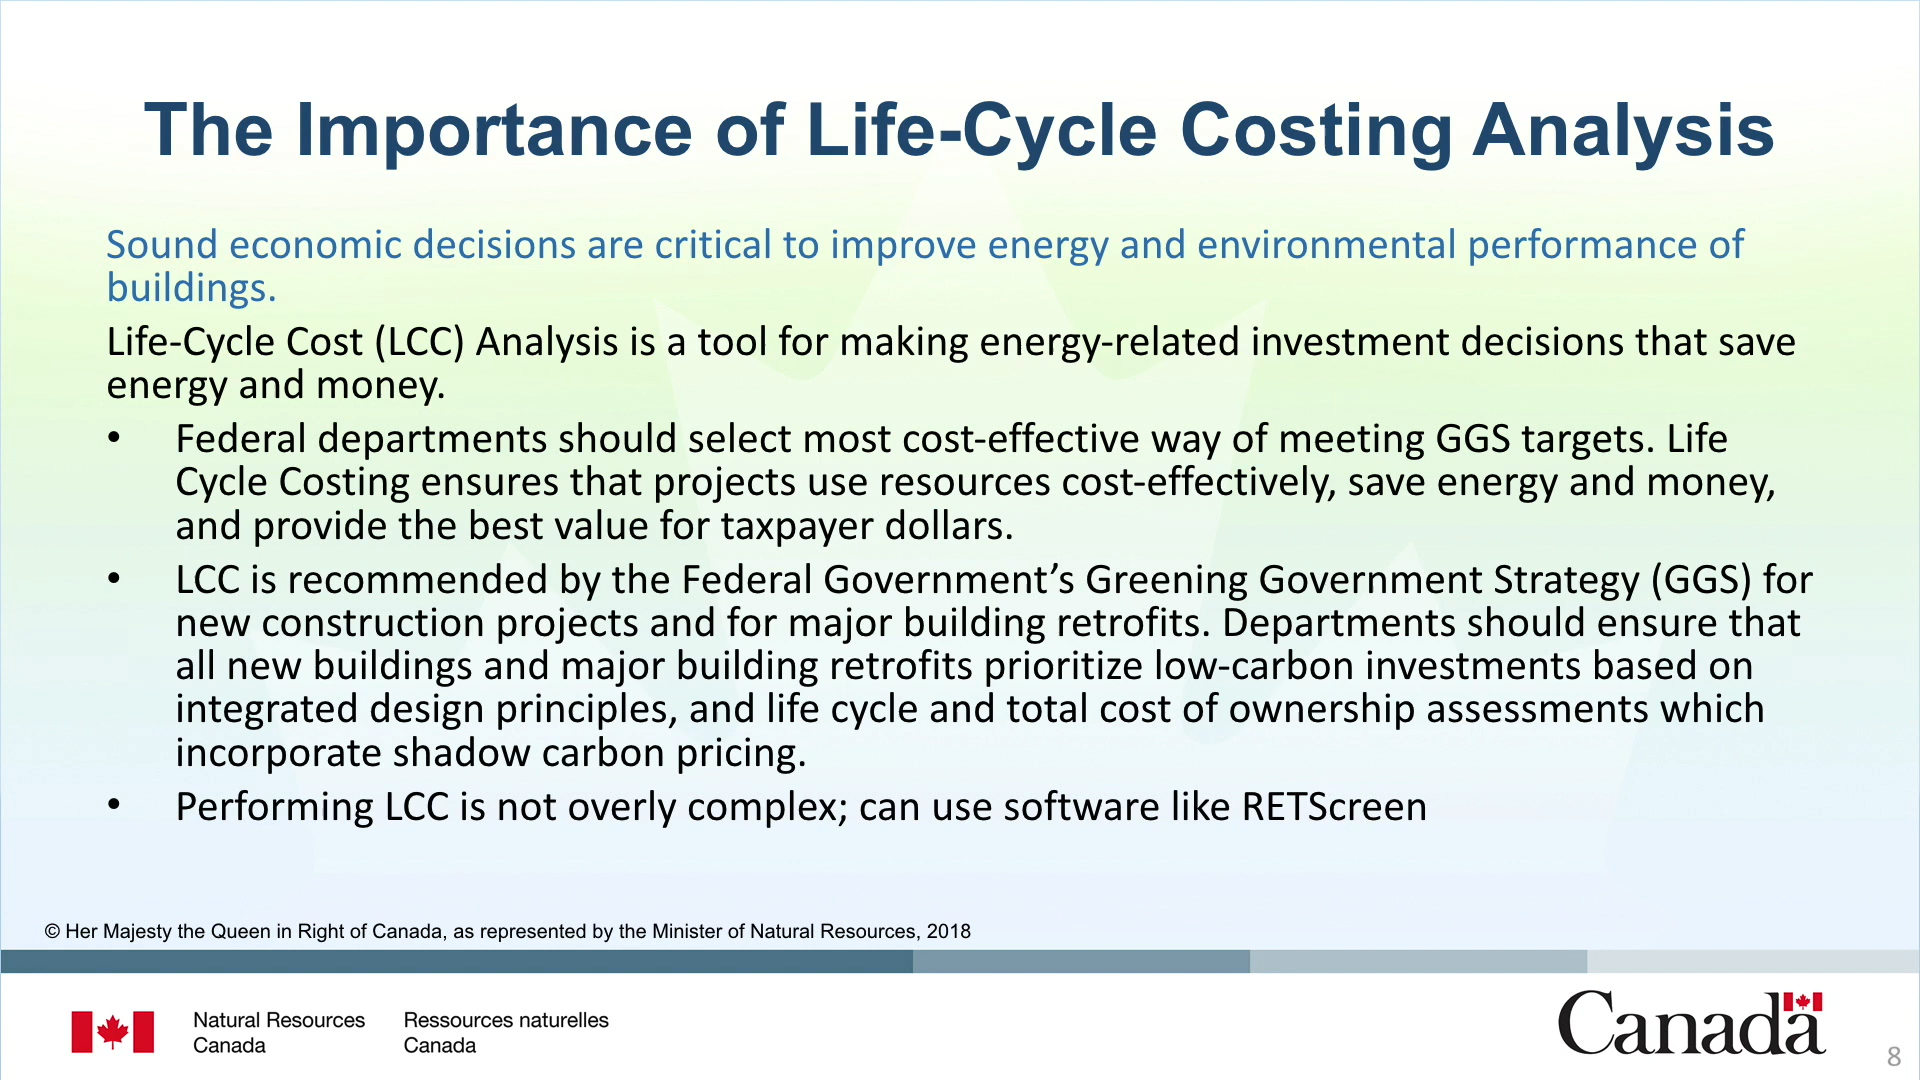 The Importance of Life-Cycle Costing Analysis
Sound economic decisions are critical to improve energy and environmental performance of
buildings.
Life-Cycle Cost (LCC) Analysis is a tool for making energy-related investment decisions that save
energy and money.
• Federal departments should select most cost-effective way of meeting GGS targets. Life
Cycle Costing ensures that projects use resources cost-effectively, save energy and money,
and provide the best value for taxpayer dollars.
• LCC is recommended by the Federal Government’s Greening Government Strategy (GGS) for
new construction projects and for major building retrofits. Departments should ensure that
all new buildings and major building retrofits prioritize low-carbon investments based on
integrated design principles, and life cycle and total cost of ownership assessments which
incorporate shadow carbon pricing.
• Performing LCC is not overly complex; can use software like RETScreen
© Her Majesty the Queen in Right of Canada, as represented by the Minister of Natural Resources, 2018
Natural Resources
Canada
Ressources naturelles
Canada
Canada
8